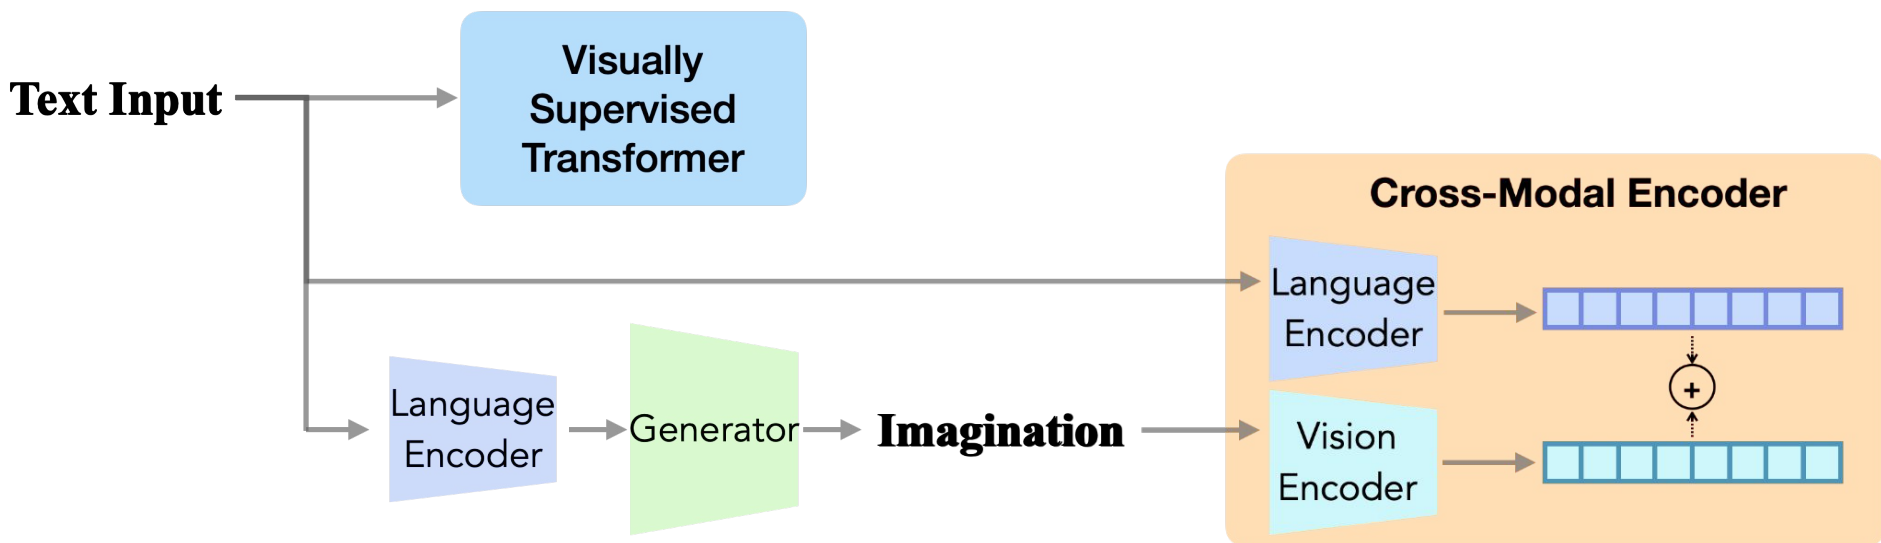 Text Input
Visually
Supervised
Transformer
Cross-Modal Encoder
Language
Encoder
Language
Encoder
Generator
Imagination
Vision
Encoder
+